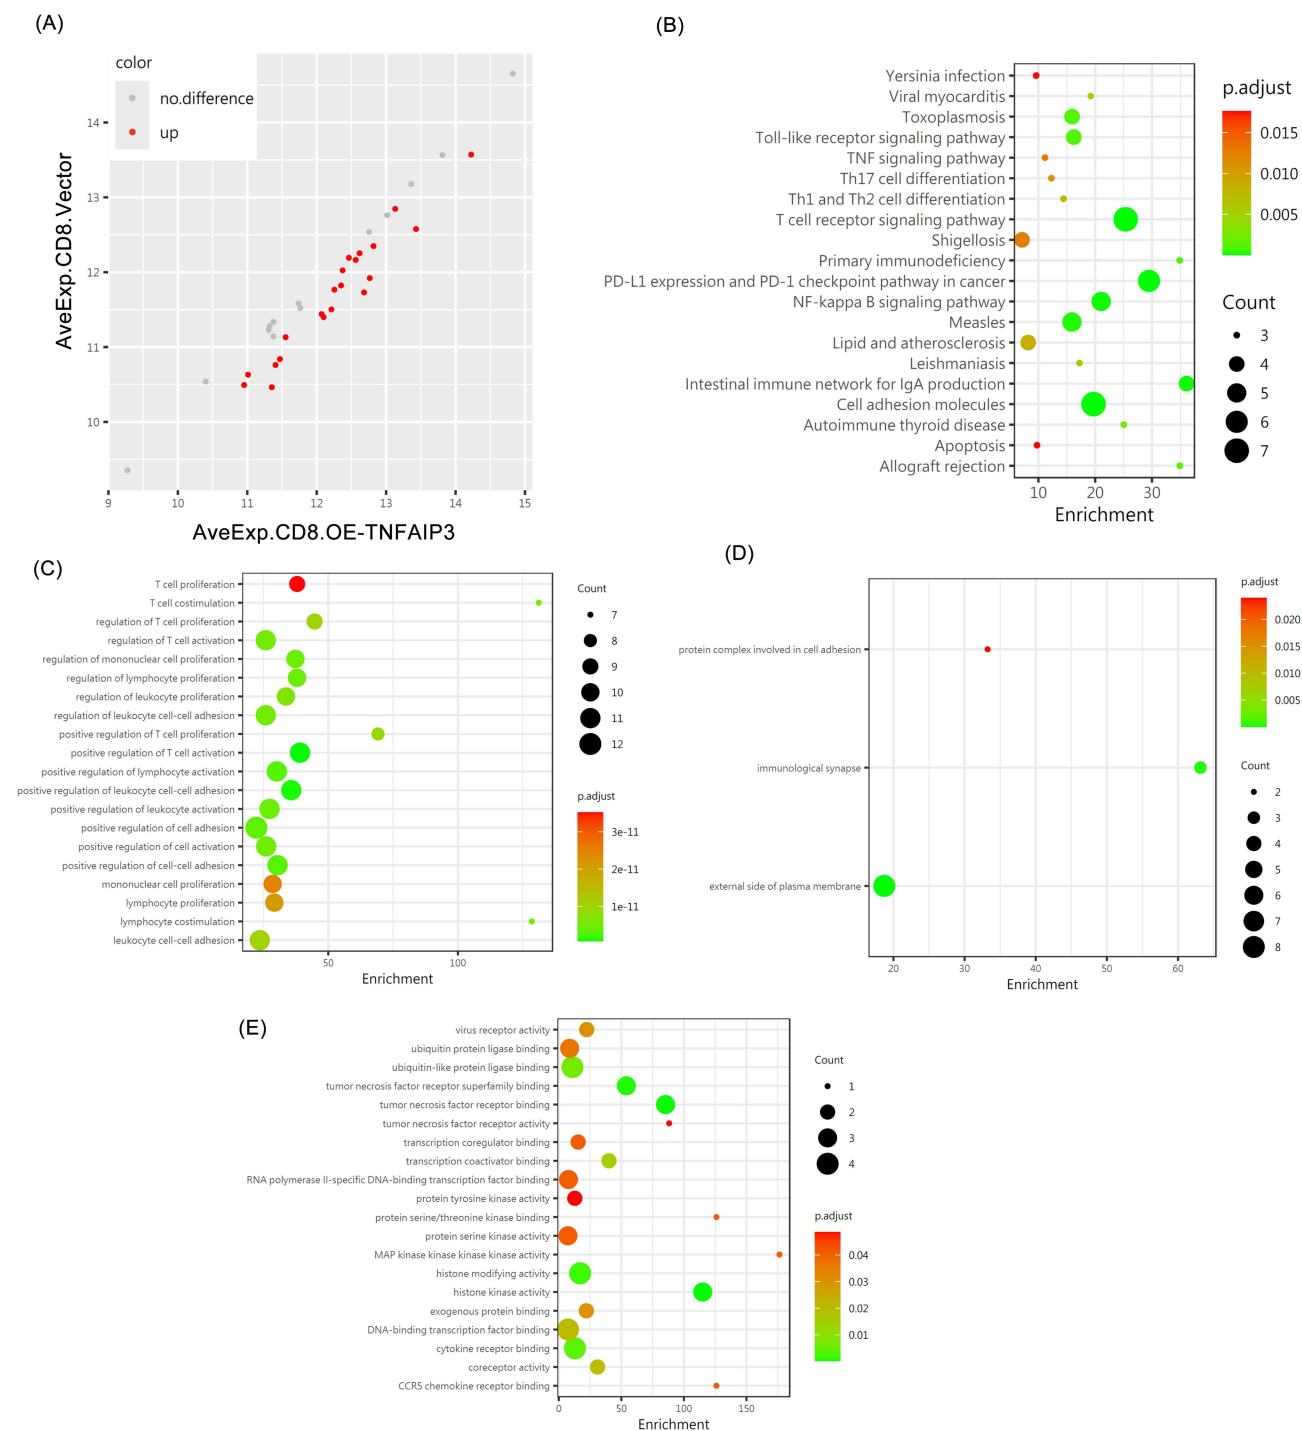 (A)
color
no.difference
up
14
13
12
11
10
9
10
11
12
13
14
15
AveExp.CD8.Vector
AveExp.CD8.OE-TNFAIP3
(B)
Yersinia infection
Viral myocarditis
Toxoplasmosis
Toll-like receptor signaling pathway
TNF signaling pathway
Th17 cell differentiation
Th1 and Th2 cell differentiation
T cell receptor signaling pathway
Shigellosis
Primary immunodeficiency
PD-L1 expression and PD-1 checkpoint pathway in cancer
NF-kappa B signaling pathway
Measles
Lipid and atherosclerosis
Leishmaniasis
Intestinal immune network for IgA production
Cell adhesion molecules
Autoimmune thyroid disease
Apoptosis
Allograft rejection
10
20
30
Enrichment
p.adjust
0.015
0.010
0.005
Count
3
4
5
6
7
(C)
T cell proliferation
T cell costimulation
regulation of T cell proliferation
regulation of T cell activation
regulation of mononuclear cell proliferation
regulation of lymphocyte proliferation
regulation of leukocyte proliferation
regulation of leukocyte cell-cell adhesion
positive regulation of T cell proliferation
positive regulation of T cell activation
positive regulation of lymphocyte activation
positive regulation of leukocyte cell-cell adhesion
positive regulation of leukocyte activation
positive regulation of cell adhesion
positive regulation of cell activation
positive regulation of cell-cell adhesion
mononuclear cell proliferation
lymphocyte proliferation
lymphocyte costimulation
leukocyte cell-cell adhesion
50
100
Enrichment
Count
7
8
9
10
11
12
p.adjust
3e-11
2e-11
1e-11
(D)
protein complex involved in cell adhesion
immunological synapse
external side of plasma membrane
20
30
40
50
60
Enrichment
p.adjust
0.020
0.015
0.010
0.005
Count
2
3
4
5
6
7
8
(E)
virus receptor activity
ubiquitin protein ligase binding
ubiquitin-like protein ligase binding
tumor necrosis factor receptor superfamily binding
tumor necrosis factor receptor binding
tumor necrosis factor receptor activity
transcription coregulator binding
transcription coactivator binding
RNA polymerase II-specific DNA-binding transcription factor binding
protein tyrosine kinase activity
protein serine/threonine kinase binding
protein serine kinase activity
MAP kinase kinase kinase kinase activity
histone modifying activity
histone kinase activity
exogenous protein binding
DNA-binding transcription factor binding
cytokine receptor binding
coreceptor activity
CCR5 chemokine receptor binding
0
50
100
150
Enrichment
Count
1
2
3
4
p.adjust
0.04
0.03
0.02
0.01